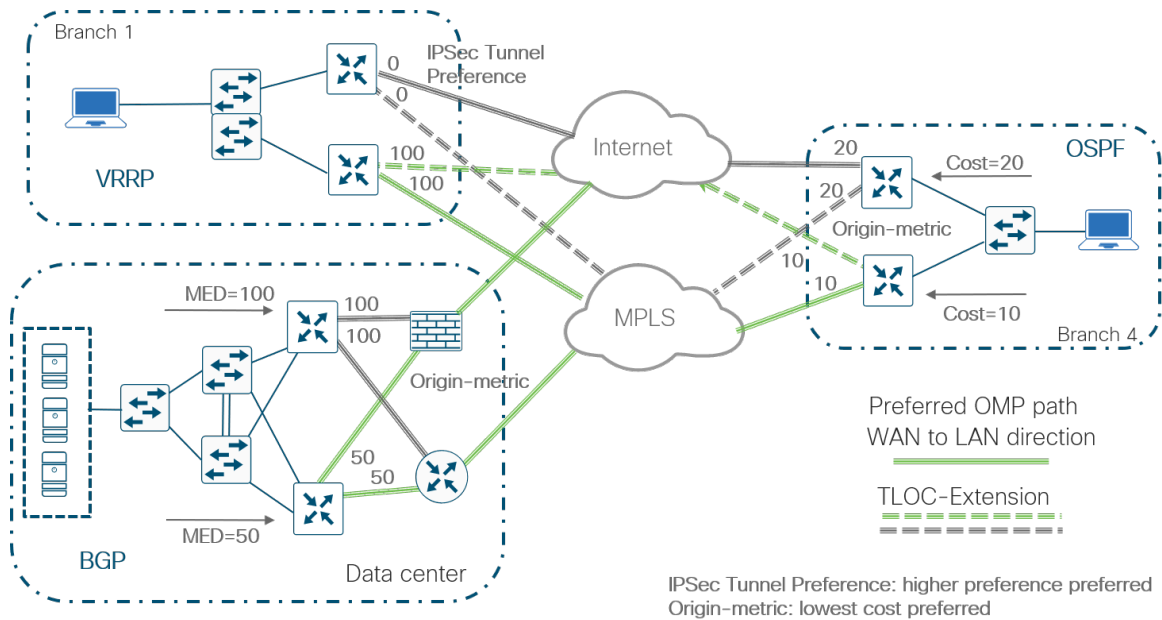 Branch 1
IPSec Tunnel
Preference
0
0
100
100
VRRP
Internet
OSPF
20
20
Cost=20
Origin-metric
10
10
Cost=10
Branch 4
MPLS
MED=100
100
100
Origin-metric
50
50
MED=50
BGP
Data center
Preferred OMP path
WAN to LAN direction
TLOC-Extension
IPSec Tunnel Preference: higher preference preferred
Origin-metric: lowest cost preferred